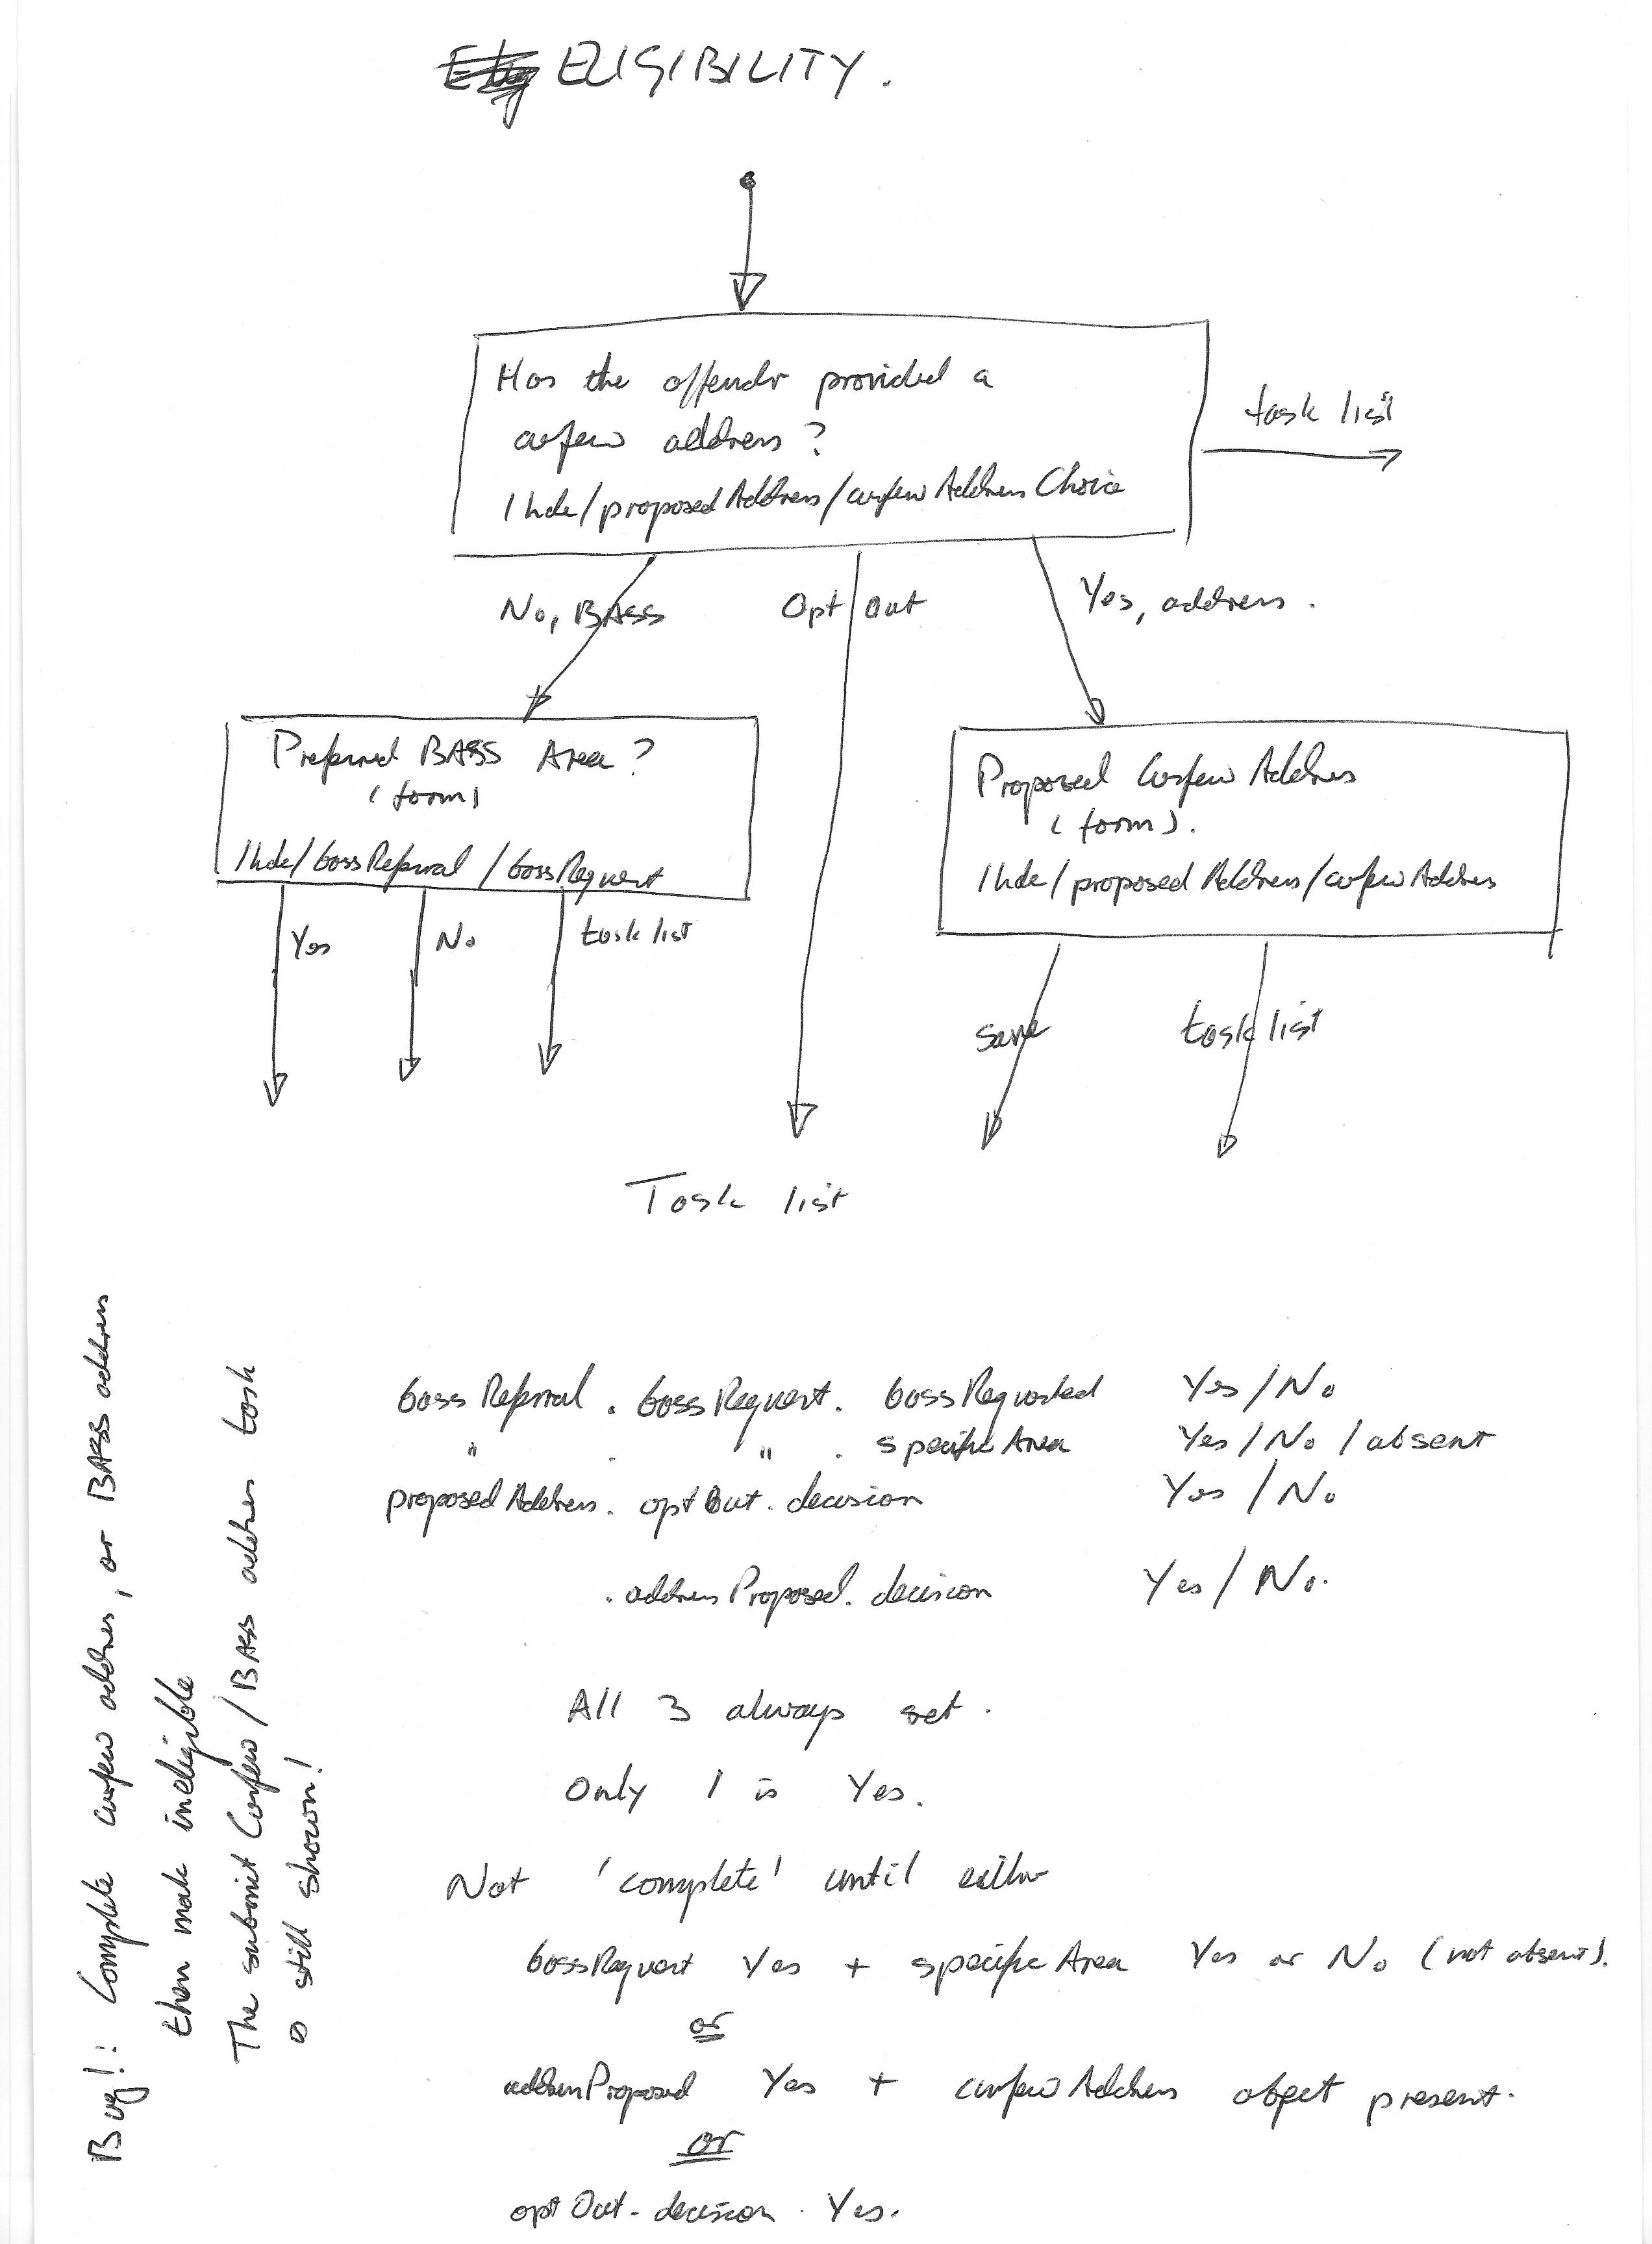 ELIGIBILITY.
Has the offendr provided a
curfew address?
/hdc/proposedAddress/curfewAddressChoice
task list
No, BASS
Opt out
Yes, address.
Preferred BASS Area?
(form)
/hdc/bassReferral/bassRequest
Yes
No
task list
Proposed Curfew Address
(form).
/hdc/proposedAddress/curfewAddress
save
task list
Task list
bassReferral. bassRequest. bassRequested Yes/No
" . " . specificArea Yes/No/absent
proposedAddress. optOut. decision Yes/No
. addressProposed. decision Yes/No.
All 3 always set.
Only 1 is Yes.
Not 'complete' until either
bassRequest Yes + specificArea Yes or No (not absent).
or
addressProposed Yes + curfewAddress object present.
or
optOut. decision. Yes.
Bug!: Complete curfew address, or BASS address
then make ineligible
The submit Curfew/BASS address task
is still shown!